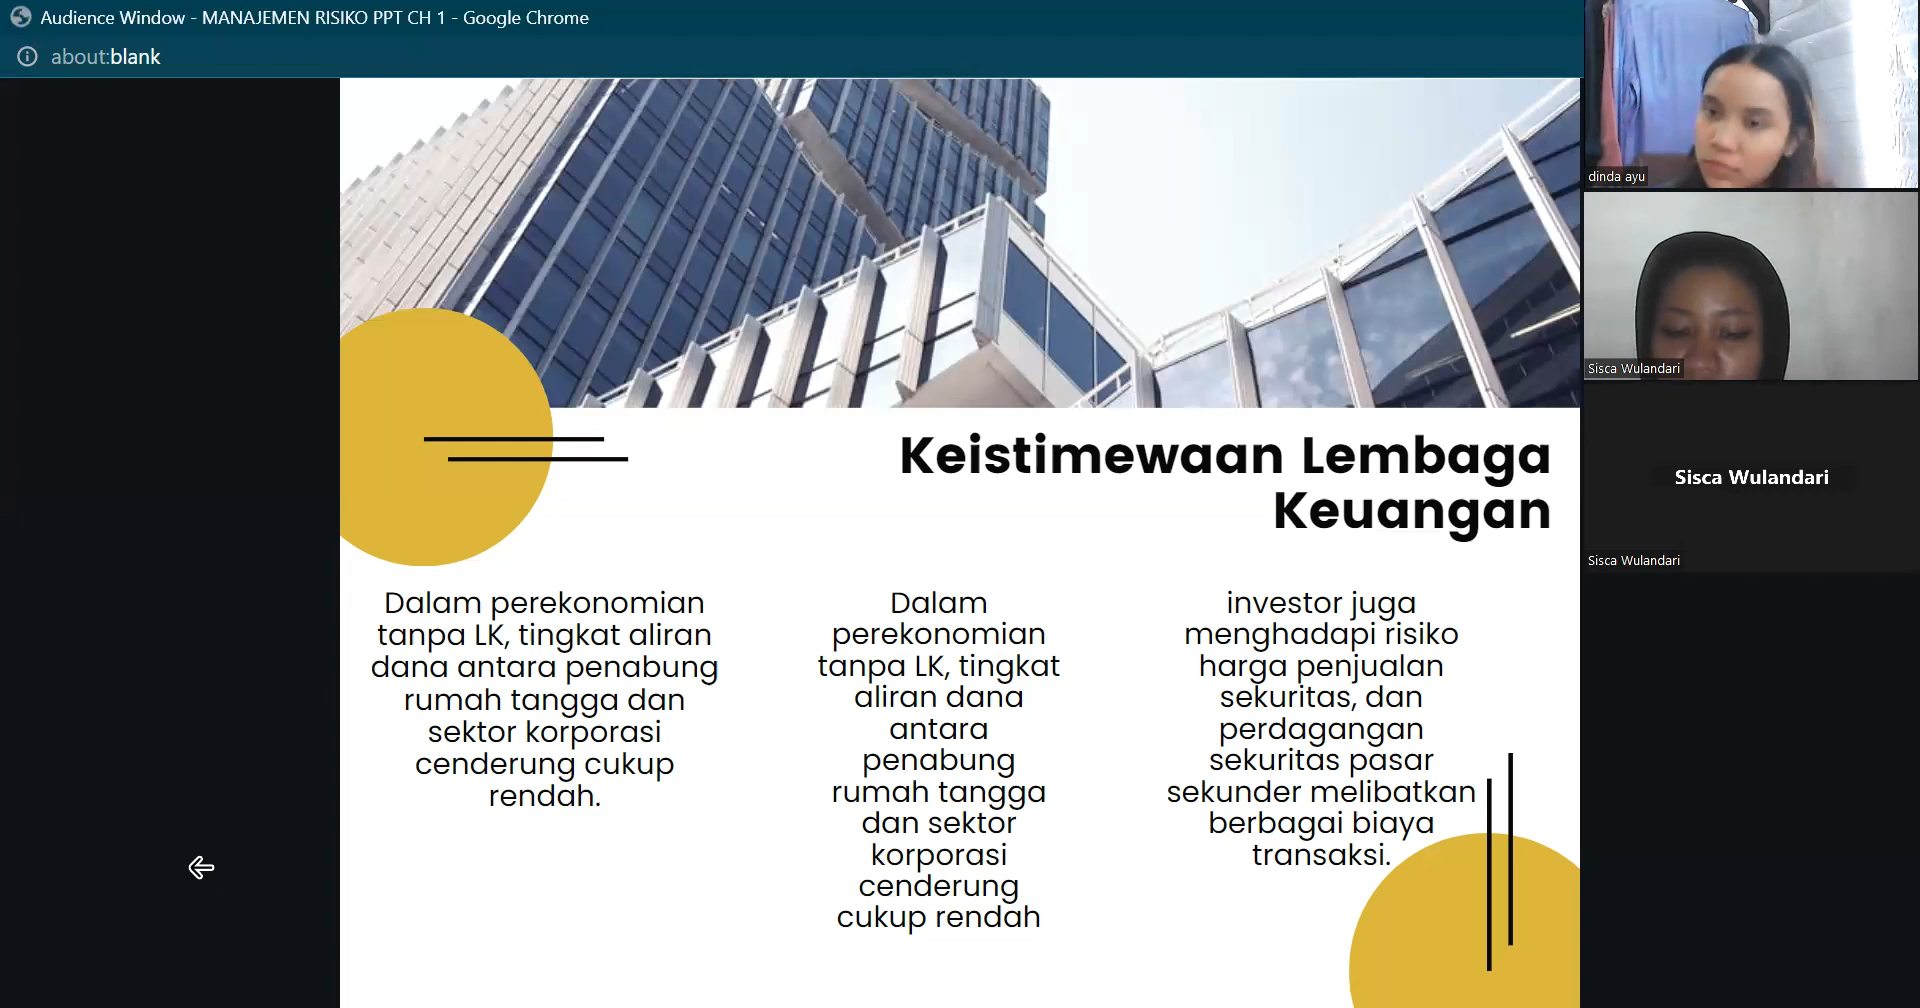 Audience Window - MANAJEMEN RISIKO PPT CH 1 - Google Chrome
about:blank
Keistimewaan Lembaga
Keuangan
Dalam perekonomian
tanpa LK, tingkat aliran
dana antara penabung
rumah tangga dan
sektor korporasi
cenderung cukup
rendah.
Dalam
perekonomian
tanpa LK, tingkat
aliran dana
antara
penabung
rumah tangga
dan sektor
korporasi
cenderung
cukup rendah
investor juga
menghadapi risiko
harga penjualan
sekuritas, dan
perdagangan
sekuritas pasar
sekunder melibatkan
berbagai biaya
transaksi.
dinda ayu
Sisca Wulandari
Sisca Wulandari
Sisca Wulandari